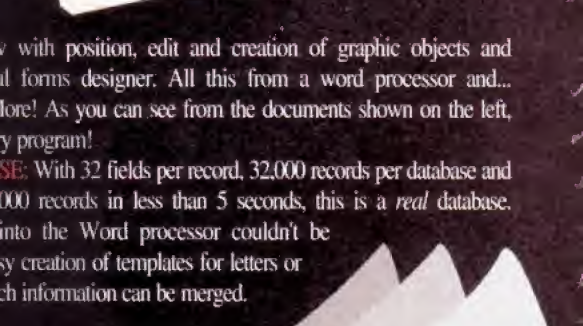 with position, edit and creation of graphic objects and
forms designer. All this from a word processor and...
More! As you can see from the documents shown on the left,
program!
With 32 fields per record, 32,000 records per database and
000 records in less than 5 seconds, this is a real database.
into the Word processor couldn't be
creation of templates for letters or
information can be merged.